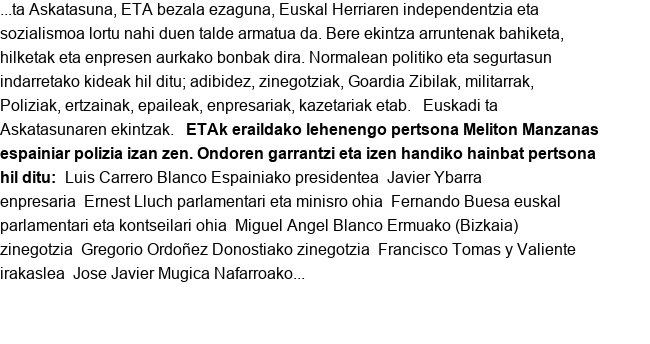 ...ta Askatasuna, ETA bezala ezaguna, Euskal Herriaren independentzia eta
sozialismoa lortu nahi duen talde armatua da. Bere ekintza arruntenak bahiketa,
hilketak eta enpresen aurkako bonbak dira. Normalean politiko eta segurtasun
indarretako kideak hil ditu; adibidez, zinegotziak, Goardia Zibilak, militarrak,
Poliziak, ertzainak, epaileak, enpresariak, kazetariak etab.   Euskadi ta
Askatasunaren ekintzak.   ETAk eraildako lehenengo pertsona Meliton Manzanas
espainiar polizia izan zen. Ondoren garrantzi eta izen handiko hainbat pertsona
hil ditu:  Luis Carrero Blanco Espainiako presidentea  Javier Ybarra
enpresaria  Ernest Lluch parlamentari eta minisro ohia  Fernando Buesa euskal
parlamentari eta kontseilari ohia  Miguel Angel Blanco Ermuako (Bizkaia)
zinegotzia  Gregorio Ordoñez Donostiako zinegotzia  Francisco Tomas y Valiente
irakaslea  Jose Javier Mugica Nafarroako...